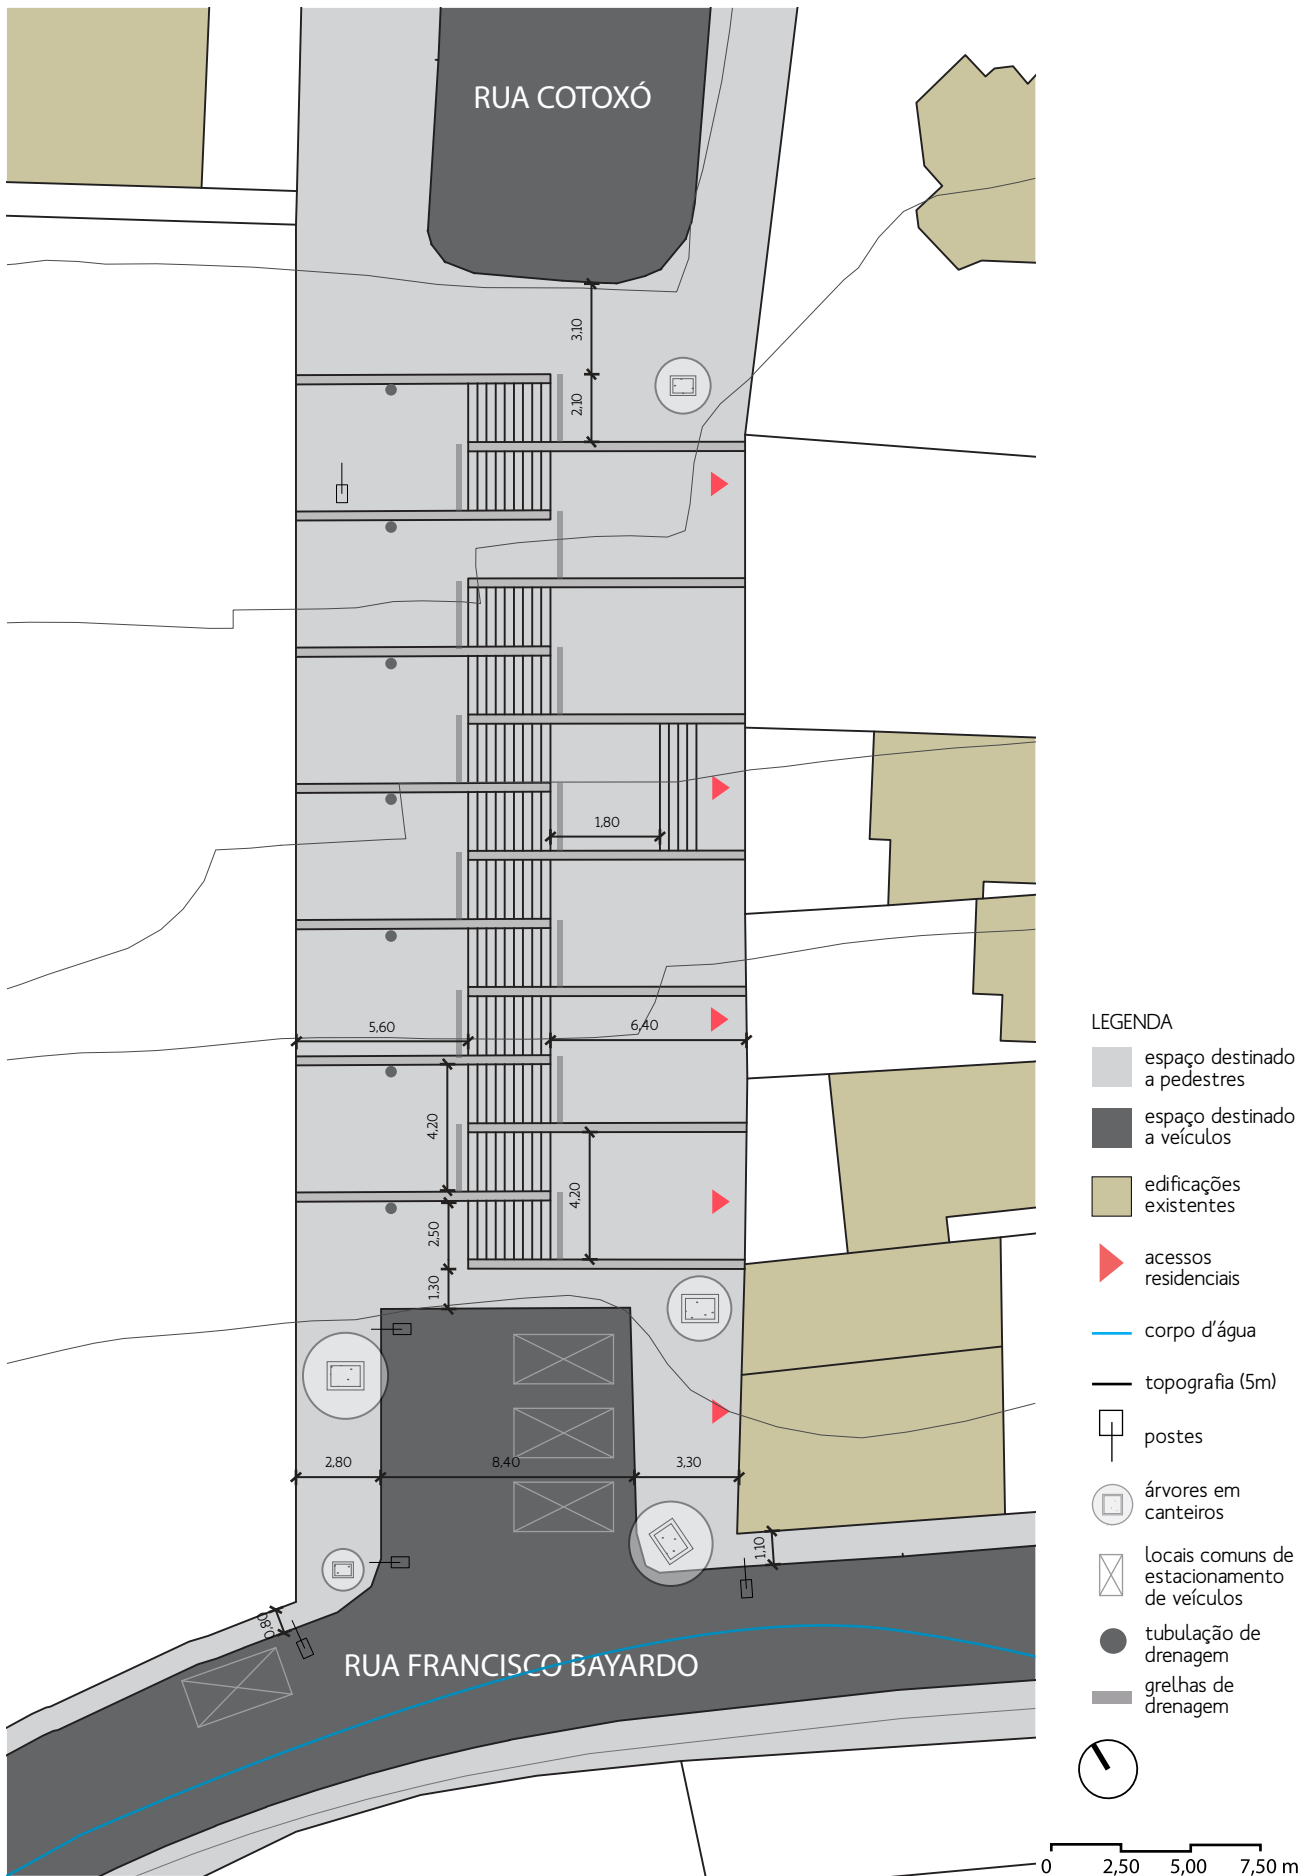 RUA COTOXÓ
3,10
2,10
1,80
5,60
6,40
4,20
4,20
2,50
1,30
2,80
8,40
3,30
1,10
0,80
RUA FRANCISCO BAYARDO
LEGENDA
espaço destinado
a pedestres
espaço destinado
a veículos
edificações
existentes
acessos
residenciais
corpo d'água
topografia (5m)
postes
árvores em
canteiros
locais comuns de
estacionamento
de veículos
tubulação de
drenagem
grelhas de
drenagem
0 2,50 5,00 7,50 m